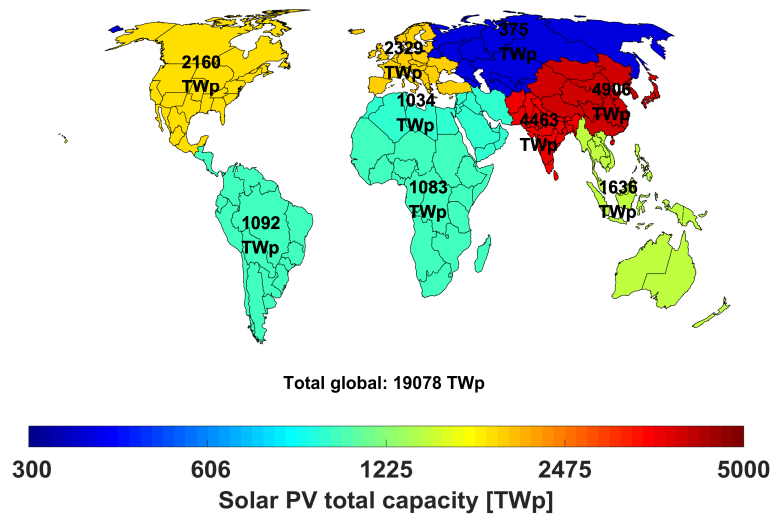 375
TWp
2329
TWp
2160
TWp
4906
TWp
1034
TWp
4463
TWp
1083
TWp
1636
TWp
1092
TWp
Total global: 19078 TWp
300 606 1225 2475 5000
Solar PV total capacity [TWp]